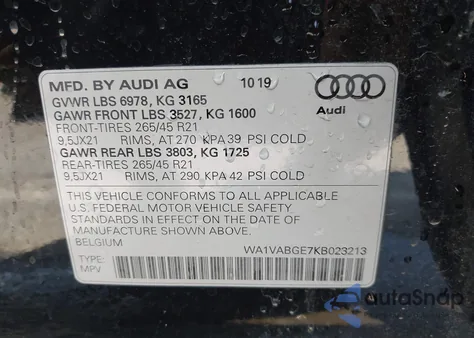 MFD. BY AUDI AG 10 19
GVWR LBS 6978, KG 3165
GAWR FRONT LBS 3527, KG 1600
Audi
FRONT-TIRES 265/45 R21
9,5JX21 RIMS, AT 270 KPA 39 PSI COLD
GAWR REAR LBS 3803, KG 1725
REAR-TIRES 265/45 R21
9,5JX21 RIMS, AT 290 KPA 42 PSI COLD
THIS VEHICLE CONFORMS TO ALL APPLICABLE
U.S. FEDERAL MOTOR VEHICLE SAFETY
STANDARDS IN EFFECT ON THE DATE OF
MANUFACTURE SHOWN ABOVE.
BELGIUM
WA1VABGE7KB023213
TYPE:
MPV
autoSnap